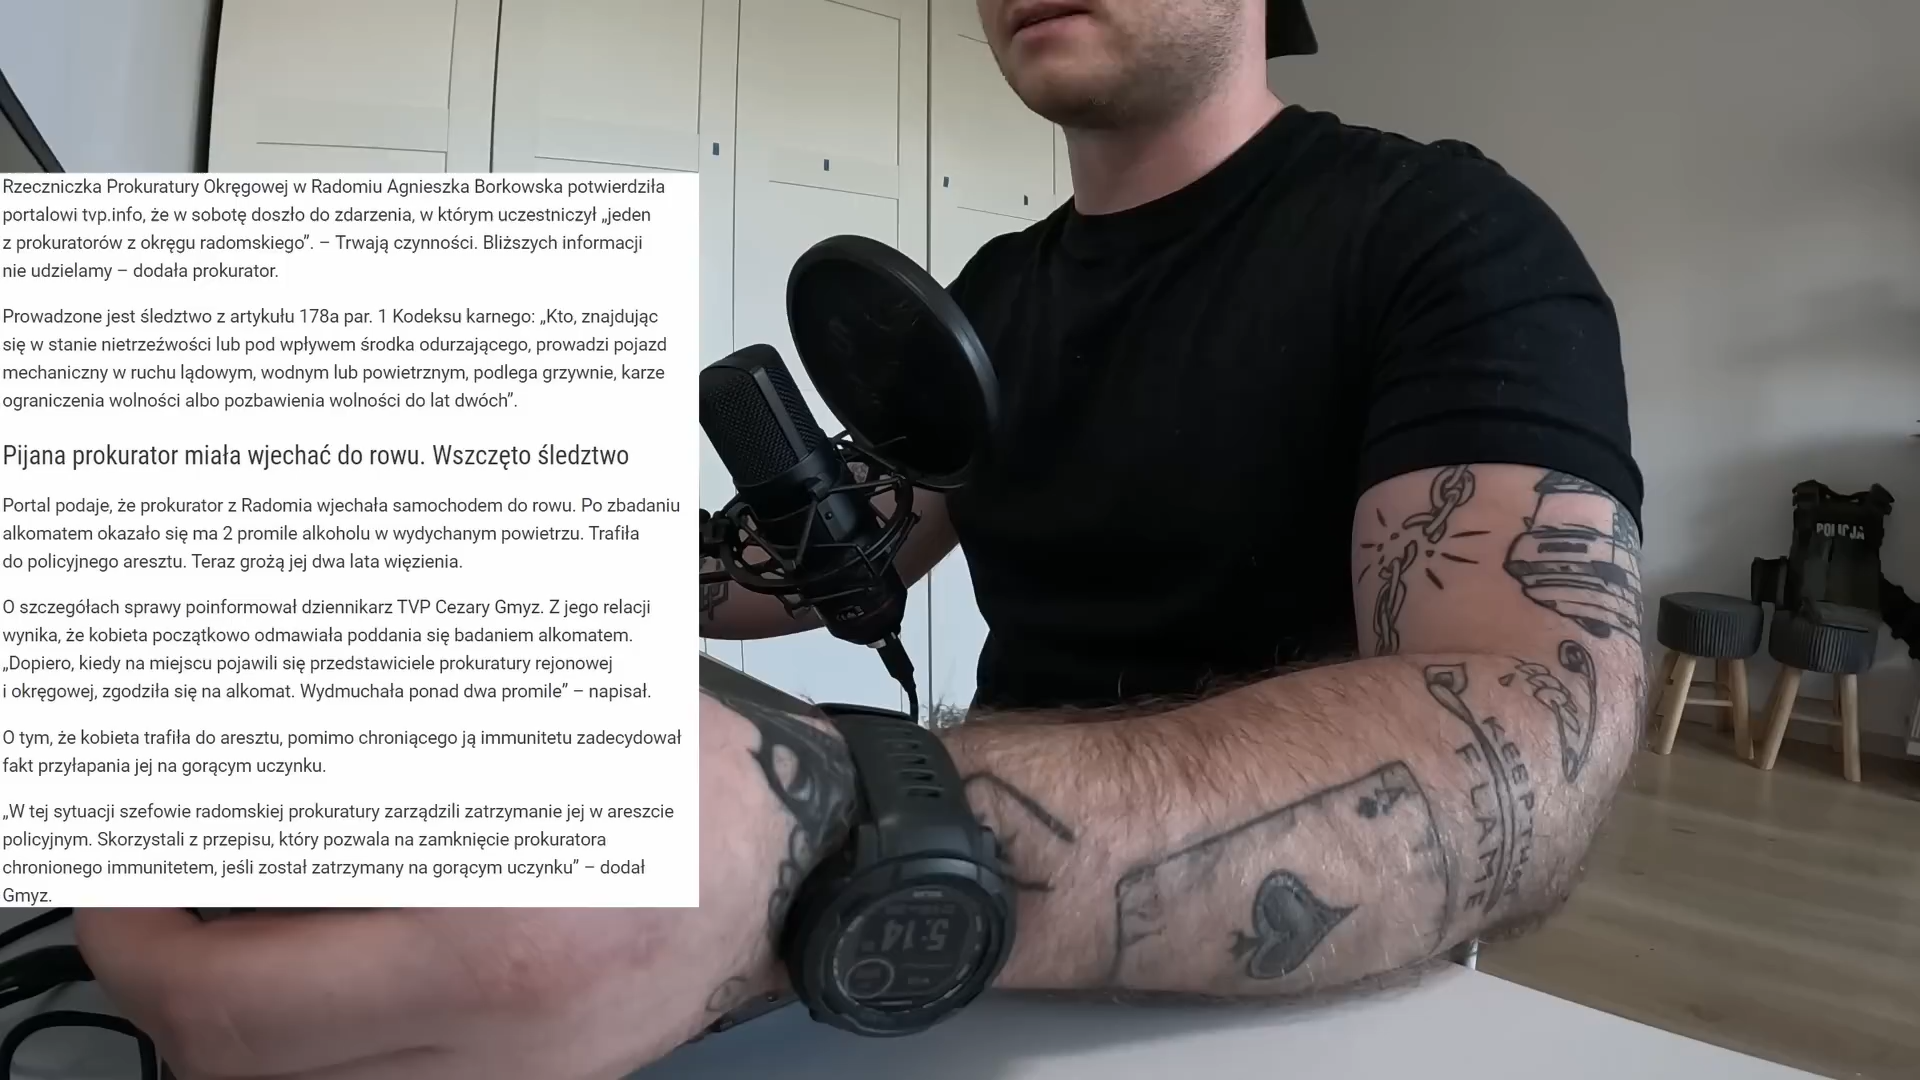 Rzeczniczka Prokuratury Okręgowej w Radomiu Agnieszka Borkowska potwierdziła
portalowi tvp.info, że w sobotę doszło do zdarzenia, w którym uczestniczył „jeden
z prokuratorów z okręgu radomskiego”. – Trwają czynności. Bliższych informacji
nie udzielamy – dodała prokurator.
Prowadzone jest śledztwo z artykułu 178a par. 1 Kodeksu karnego: „Kto, znajdując
się w stanie nietrzeźwości lub pod wpływem środka odurzającego, prowadzi pojazd
mechaniczny w ruchu lądowym, wodnym lub powietrznym, podlega grzywnie, karze
ograniczenia wolności albo pozbawienia wolności do lat dwóch”.
Pijana prokurator miała wjechać do rowu. Wszczęto śledztwo
Portal podaje, że prokurator z Radomia wjechała samochodem do rowu. Po zbadaniu
alkomatem okazało się ma 2 promile alkoholu w wydychanym powietrzu. Trafiła
do policyjnego aresztu. Teraz grożą jej dwa lata więzienia.
O szczegółach sprawy poinformował dziennikarz TVP Cezary Gmyz. Z jego relacji
wynika, że kobieta początkowo odmawiała poddania się badaniem alkomatem.
„Dopiero, kiedy na miejscu pojawili się przedstawiciele prokuratury rejonowej
i okręgowej, zgodziła się na alkomat. Wydmuchała ponad dwa promile” – napisał.
O tym, że kobieta trafiła do aresztu, pomimo chroniącego ją immunitetu zadecydował
fakt przyłapania jej na gorącym uczynku.
„W tej sytuacji szefowie radomskiej prokuratury zarządzili zatrzymanie jej w areszcie
policyjnym. Skorzystali z przepisu, który pozwala na zamknięcie prokuratora
chronionego immunitetem, jeśli został zatrzymany na gorącym uczynku” – dodał
Gmyz.
POLICJA
KEEP THE
FLAME
A
5:14